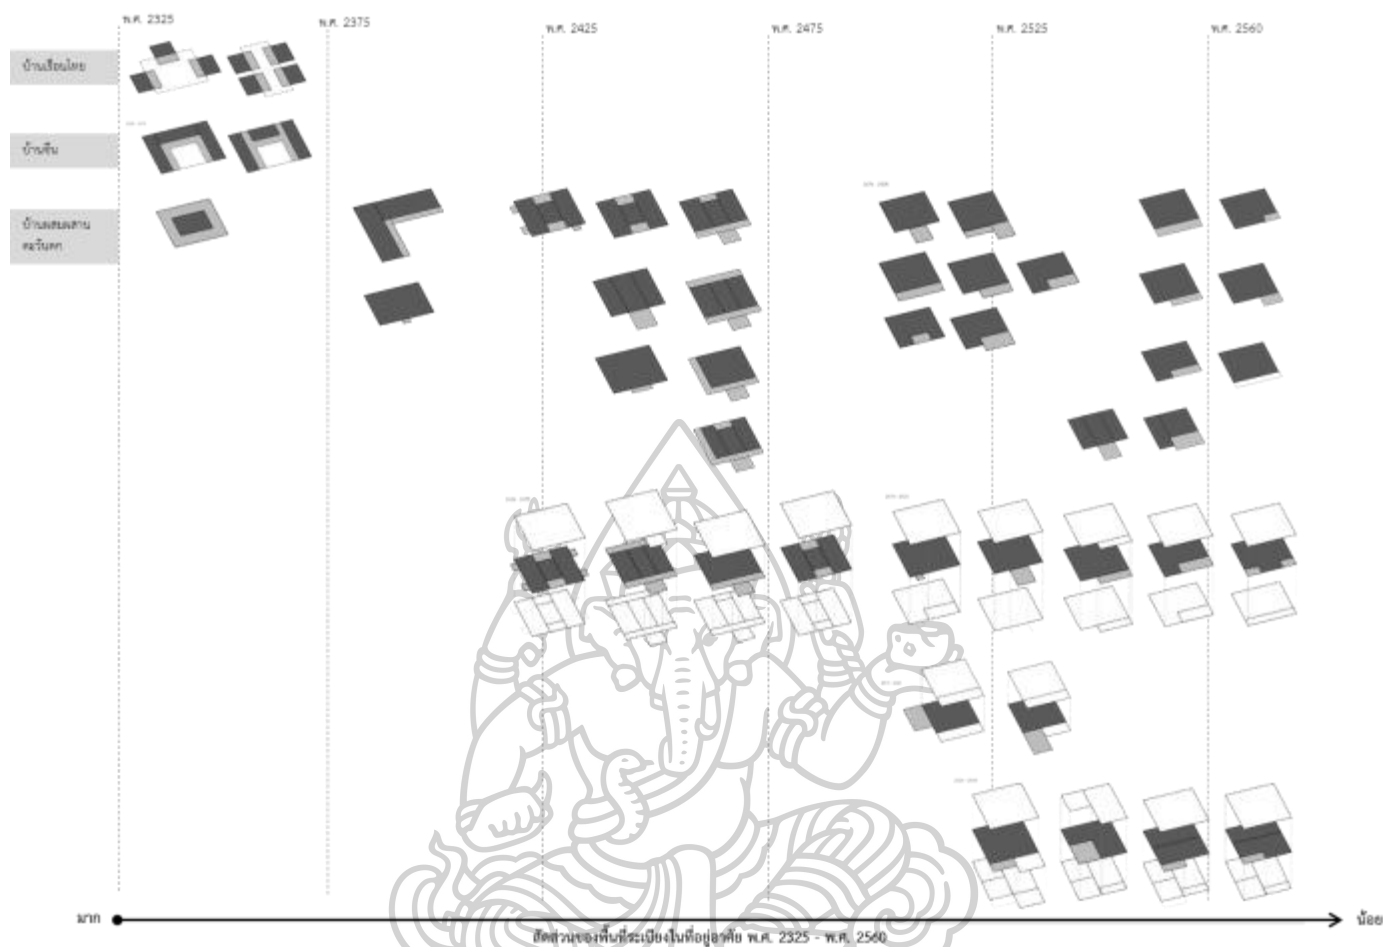 พ.ศ. 2325
พ.ศ. 2375
พ.ศ. 2425
พ.ศ. 2475
พ.ศ. 2525
พ.ศ. 2560
บ้านเรือนไทย
บ้านจีน
บ้านผสมผสาน
ตะวันตก
มาก
น้อย
สัดส่วนของพื้นที่ระเบียงในที่อยู่อาศัย พ.ศ. 2325 - พ.ศ. 2560